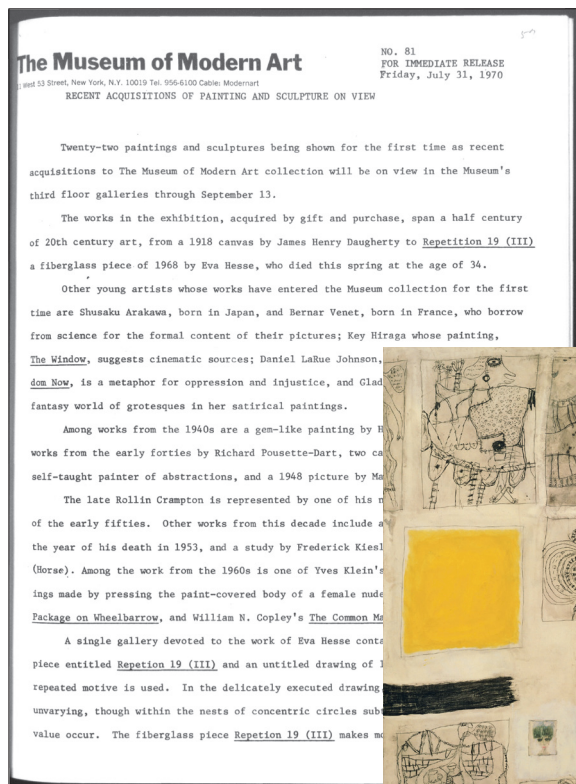 The Museum of Modern Art
West 53 Street, New York, N.Y. 10019 Tel. 956-6100 Cable: Modernart
NO. 81
FOR IMMEDIATE RELEASE
Friday, July 31, 1970
RECENT ACQUISITIONS OF PAINTING AND SCULPTURE ON VIEW
Twenty-two paintings and sculptures being shown for the first time as recent
acquisitions to The Museum of Modern Art collection will be on view in the Museum's
third floor galleries through September 13.
The works in the exhibition, acquired by gift and purchase, span a half century
of 20th century art, from a 1918 canvas by James Henry Daugherty to Repetition 19 (III)
a fiberglass piece of 1968 by Eva Hesse, who died this spring at the age of 34.
Other young artists whose works have entered the Museum collection for the first
time are Shusaku Arakawa, born in Japan, and Bernar Venet, born in France, who borrow
from science for the formal content of their pictures; Key Hiraga whose painting,
The Window, suggests cinematic sources; Daniel LaRue Johnson,
dom Now, is a metaphor for oppression and injustice, and Glad
fantasy world of grotesques in her satirical paintings.
Among works from the 1940s are a gem-like painting by H
works from the early forties by Richard Pousette-Dart, two ca
self-taught painter of abstractions, and a 1948 picture by Ma
The late Rollin Crampton is represented by one of his
of the early fifties. Other works from this decade include a
the year of his death in 1953, and a study by Frederick Kiesl
(Horse). Among the work from the 1960s is one of Yves Klein's
ings made by pressing the paint-covered body of a female nude
Package on Wheelbarrow, and William N. Copley's The Common Ma
A single gallery devoted to the work of Eva Hesse conta
piece entitled Repetion 19 (III) and an untitled drawing of 1
repeated motive is used. In the delicately executed drawing
unvarying, though within the nests of concentric circles subt
value occur. The fiberglass piece Repetion 19 (III) makes mo